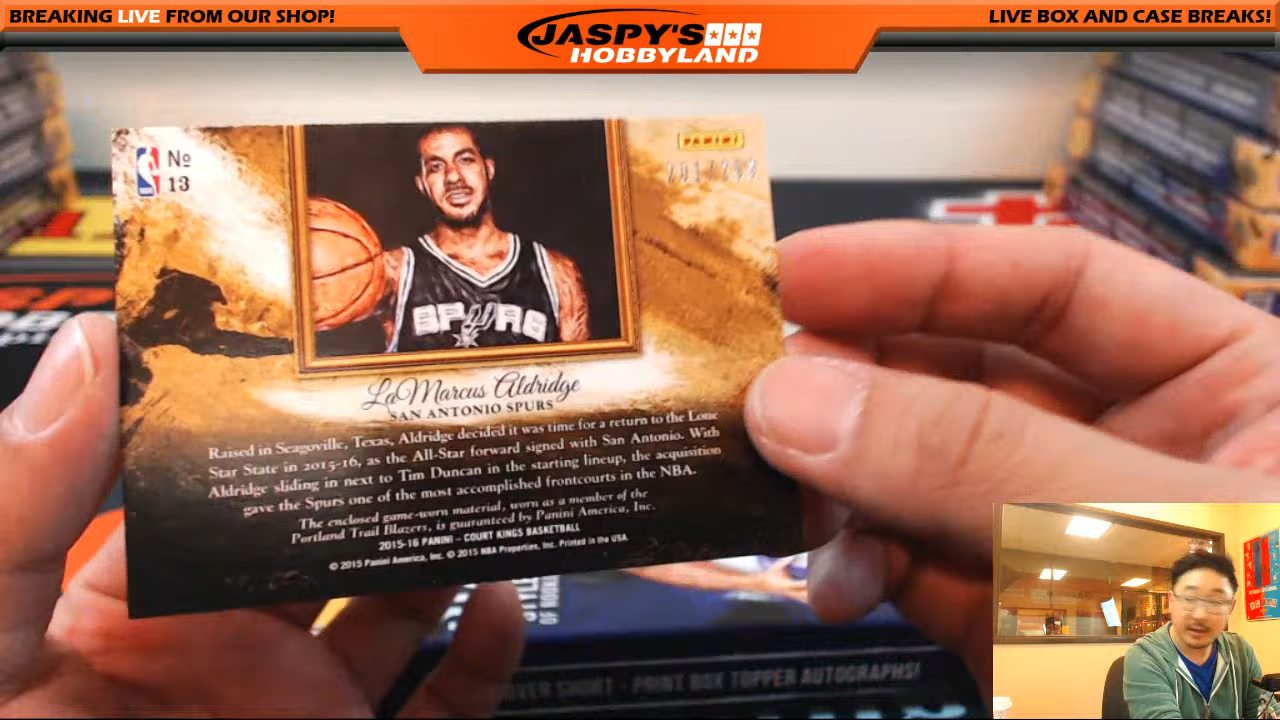 BREAKING LIVE FROM OUR SHOP!
JASPY'S
HOBBYLAND
LIVE BOX AND CASE BREAKS!
PANINI
No
13
SPURS
LaMarcus Aldridge
SAN ANTONIO SPURS
Raised in Seagoville, Texas, Aldridge decided it was time for a return to the Lone
Star State in 2015-16, as the All-Star forward signed with San Antonio. With
Aldridge sliding in next to Tim Duncan in the starting lineup, the acquisition
gave the Spurs one of the most accomplished frontcourts in the NBA.
The enclosed game-worn material, worn as a member of the
Portland Trail Blazers, is guaranteed by Panini America, Inc.
2015-16 PANINI – COURT KINGS BASKETBALL
© 2015 Panini America, Inc. © 2015 NBA Properties, Inc. Printed in the USA.
PRINT BOX TOPPER AUTOGRAPHS!